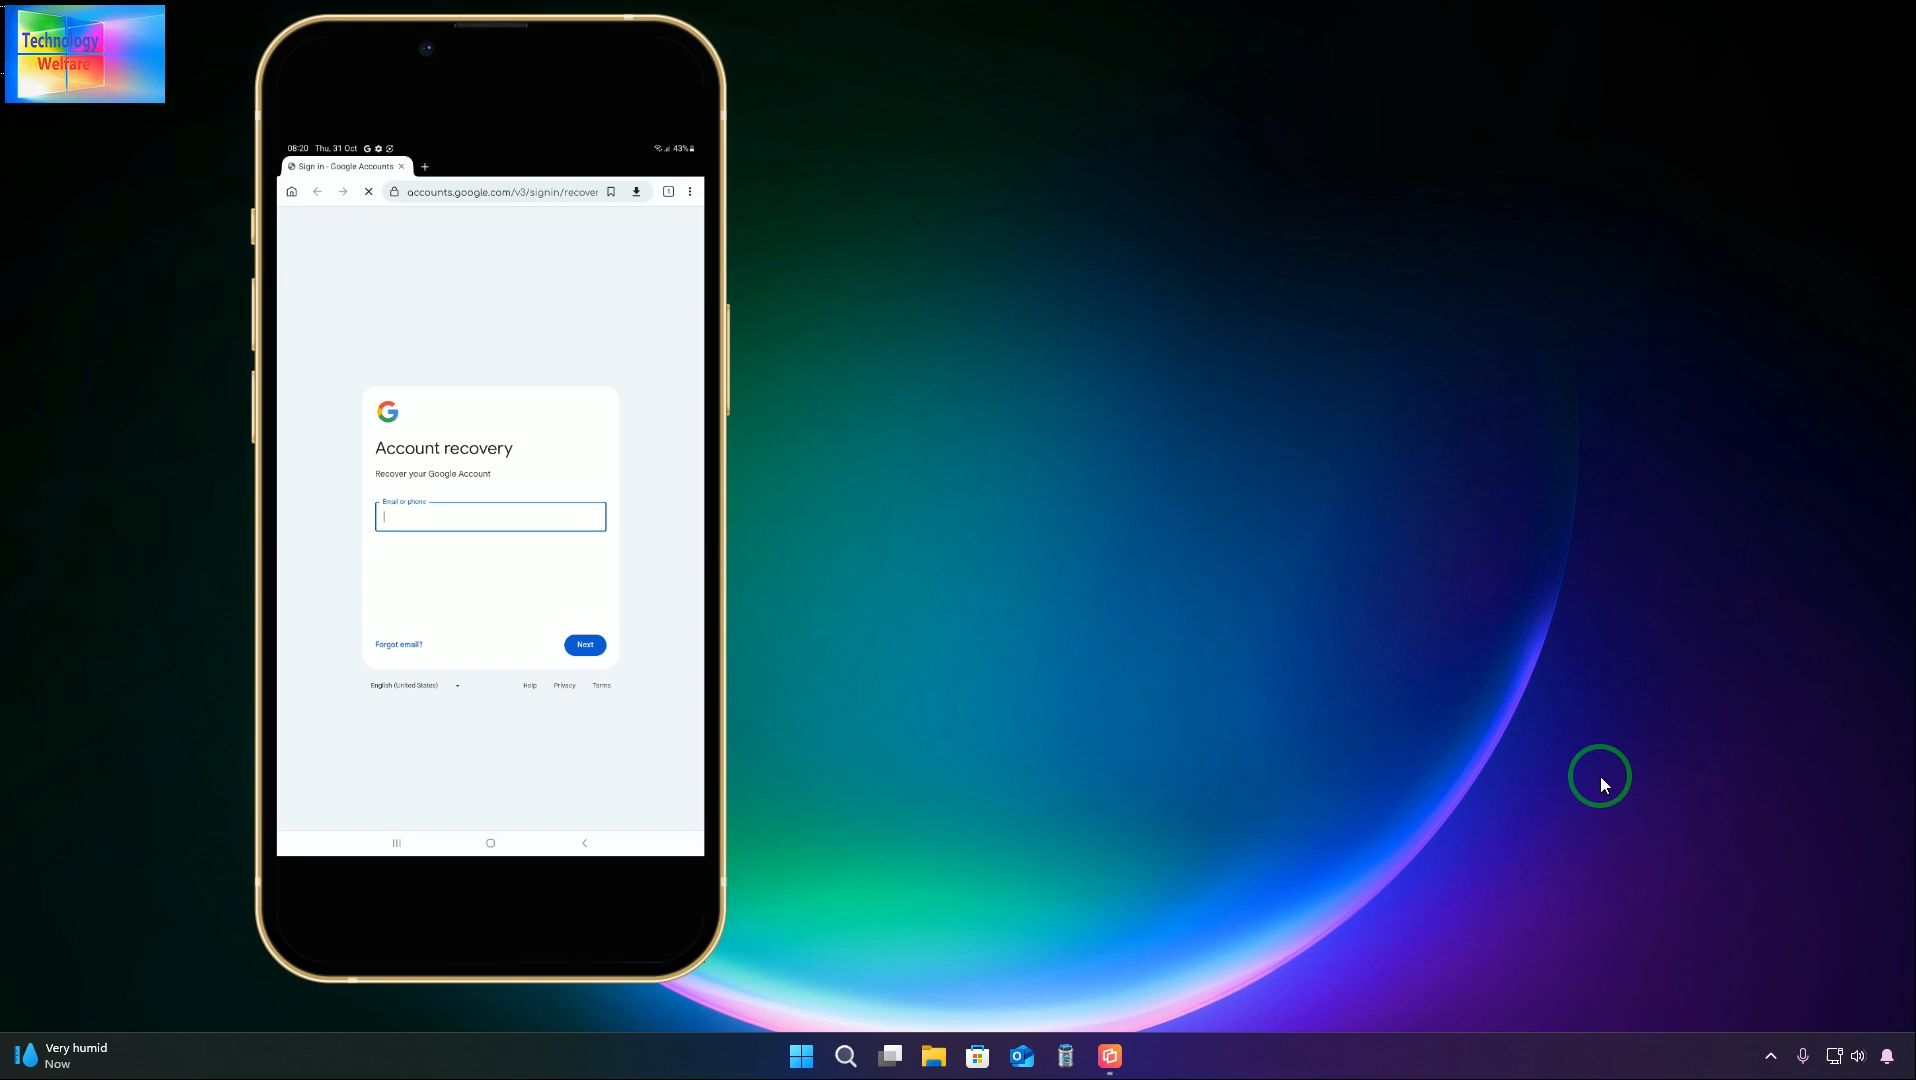 Technology
Welfare
08:20 Thu, 31 Oct
43%
Sign in - Google Accounts
accounts.google.com/v3/signin/recover
1
Account recovery
Recover your Google Account
Email or phone
Forgot email?
Next
English (United States)
Help Privacy Terms
Very humid
Now